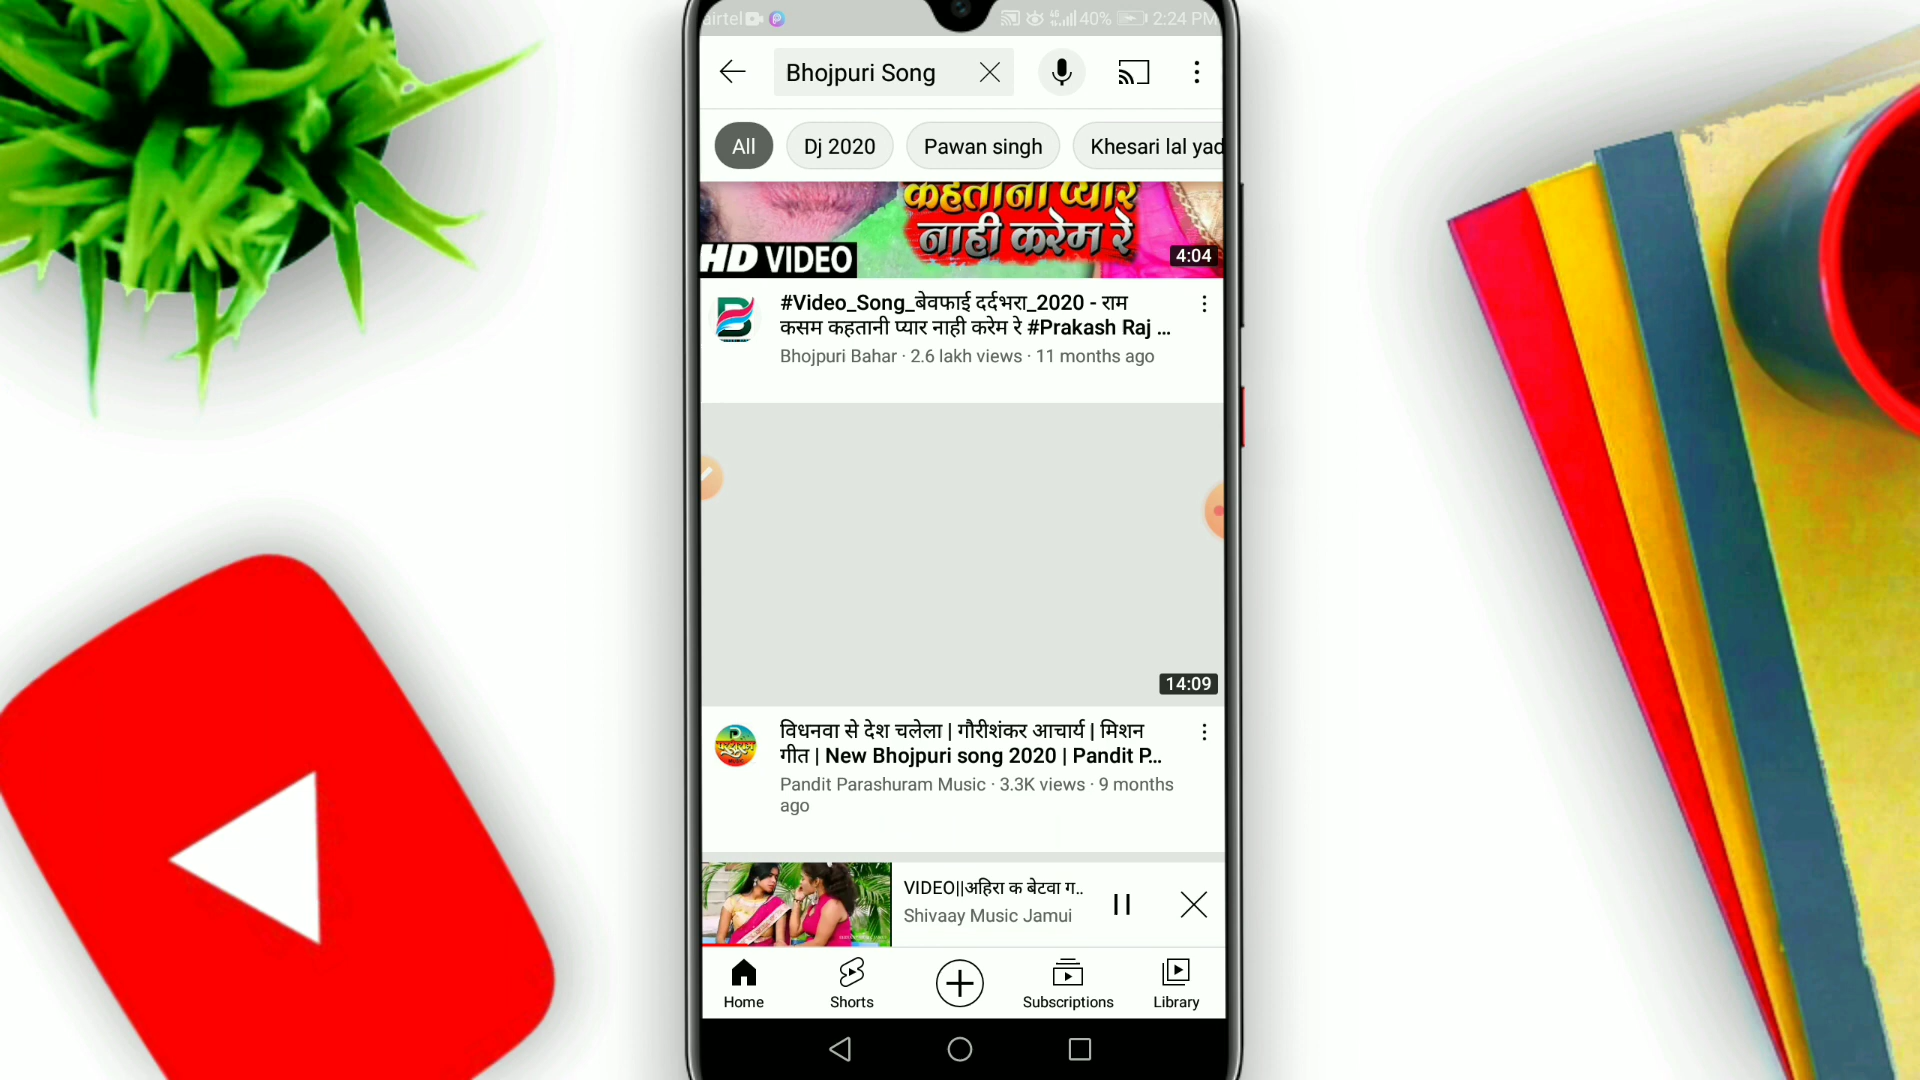 airtel 40% 2:24 PM
Bhojpuri Song
All Dj 2020 Pawan singh Khesari lal yad
कहतानी प्यार
नाही करेम रे
HD VIDEO 4:04
#Video_Song_बेवफाई दर्दभरा_2020 - राम
कसम कहतानी प्यार नाही करेम रे #Prakash Raj ...
Bhojpuri Bahar · 2.6 lakh views · 11 months ago
14:09
विधनवा से देश चलेला | गौरीशंकर आचार्य | मिशन
गीत | New Bhojpuri song 2020 | Pandit P...
Pandit Parashuram Music · 3.3K views · 9 months
ago
VIDEO||अहिरा क बेटवा ग..
Shivaay Music Jamui
Home Shorts Subscriptions Library